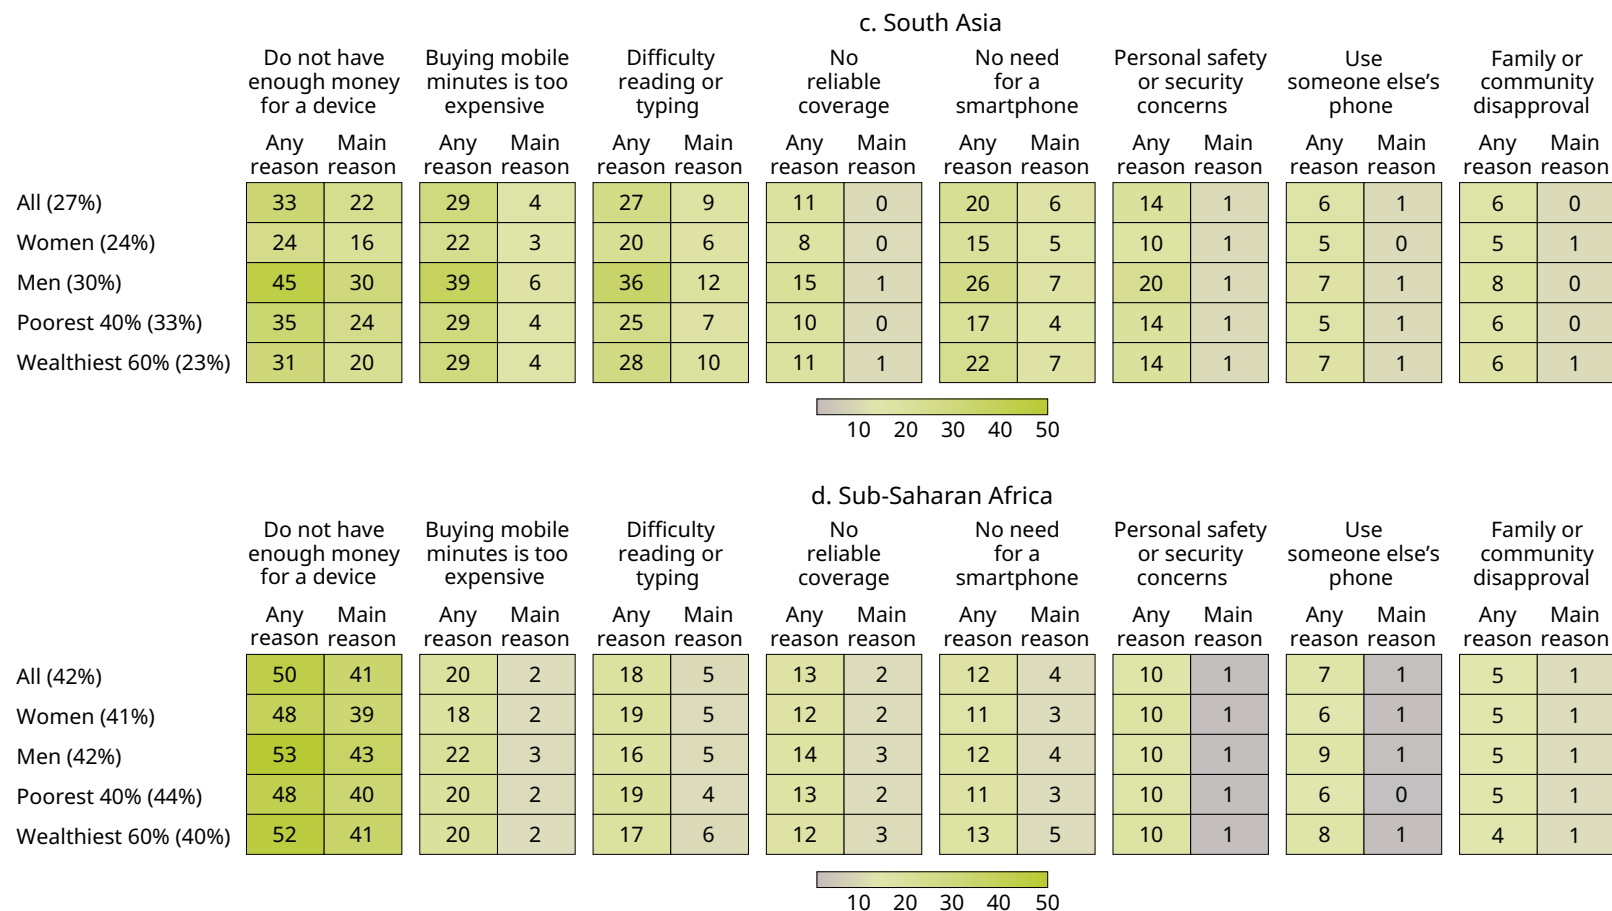 c. South Asia
Do not have Buying mobile Difficulty No No need Personal safety Use Family or
enough money minutes is too reading or reliable for a or security someone else’s community
for a device expensive typing coverage smartphone concerns phone disapproval
Any Main Any Main Any Main Any Main Any Main Any Main Any Main Any Main
reason reason reason reason reason reason reason reason reason reason reason reason reason reason reason reason
All (27%) 33 22 29 4 27 9 11 0 20 6 14 1 6 1 6 0
Women (24%) 24 16 22 3 20 6 8 0 15 5 10 1 5 0 5 1
Men (30%) 45 30 39 6 36 12 15 1 26 7 20 1 7 1 8 0
Poorest 40% (33%) 35 24 29 4 25 7 10 0 17 4 14 1 5 1 6 0
Wealthiest 60% (23%) 31 20 29 4 28 10 11 1 22 7 14 1 7 1 6 1
10 20 30 40 50
d. Sub-Saharan Africa
Do not have Buying mobile Difficulty No No need Personal safety Use Family or
enough money minutes is too reading or reliable for a or security someone else’s community
for a device expensive typing coverage smartphone concerns phone disapproval
Any Main Any Main Any Main Any Main Any Main Any Main Any Main Any Main
reason reason reason reason reason reason reason reason reason reason reason reason reason reason reason reason
All (42%) 50 41 20 2 18 5 13 2 12 4 10 1 7 1 5 1
Women (41%) 48 39 18 2 19 5 12 2 11 3 10 1 6 1 5 1
Men (42%) 53 43 22 3 16 5 14 3 12 4 10 1 9 1 5 1
Poorest 40% (44%) 48 40 20 2 19 4 13 2 11 3 10 1 6 0 5 1
Wealthiest 60% (40%) 52 41 20 2 17 6 12 3 13 5 10 1 8 1 4 1
10 20 30 40 50